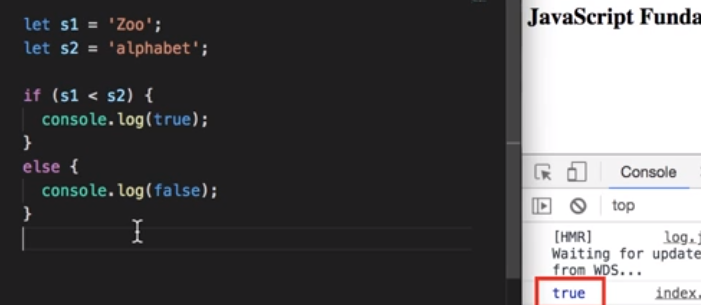 let s1 = 'Zoo';
let s2 = 'alphabet';
if (s1 < s2) {
console.log(true);
}
else {
console.log(false);
}
JavaScript Funda
Console
top
[HMR] log.j
Waiting for update
from WDS...
true index.